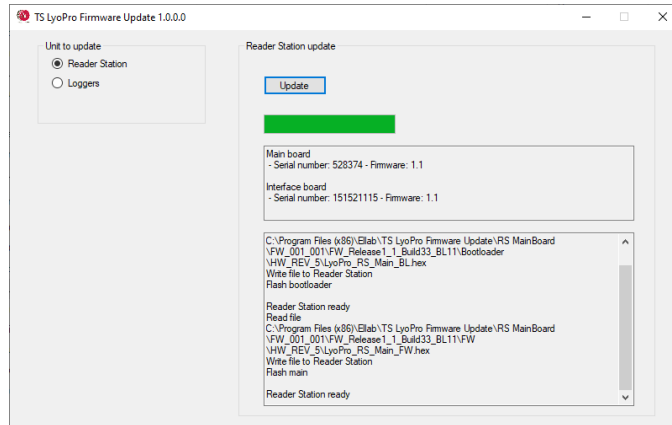 TS LyoPro Firmware Update 1.0.0.0
Unit to update
Reader Station
Loggers
Reader Station update
Update
Main board
- Serial number: 528374 - Firmware: 1.1
Interface board
- Serial number: 151521115 - Firmware: 1.1
C:\Program Files (x86)\Ellab\TS LyoPro Firmware Update\RS MainBoard
\FW_001_001\FW_Release1_1_Build33_BL11\Bootloader
\HW_REV_5\LyoPro_RS_Main_BL.hex
Write file to Reader Station
Flash bootloader
Reader Station ready
Read file
C:\Program Files (x86)\Ellab\TS LyoPro Firmware Update\RS MainBoard
\FW_001_001\FW_Release1_1_Build33_BL11\FW
\HW_REV_5\LyoPro_RS_Main_FW.hex
Write file to Reader Station
Flash main
Reader Station ready